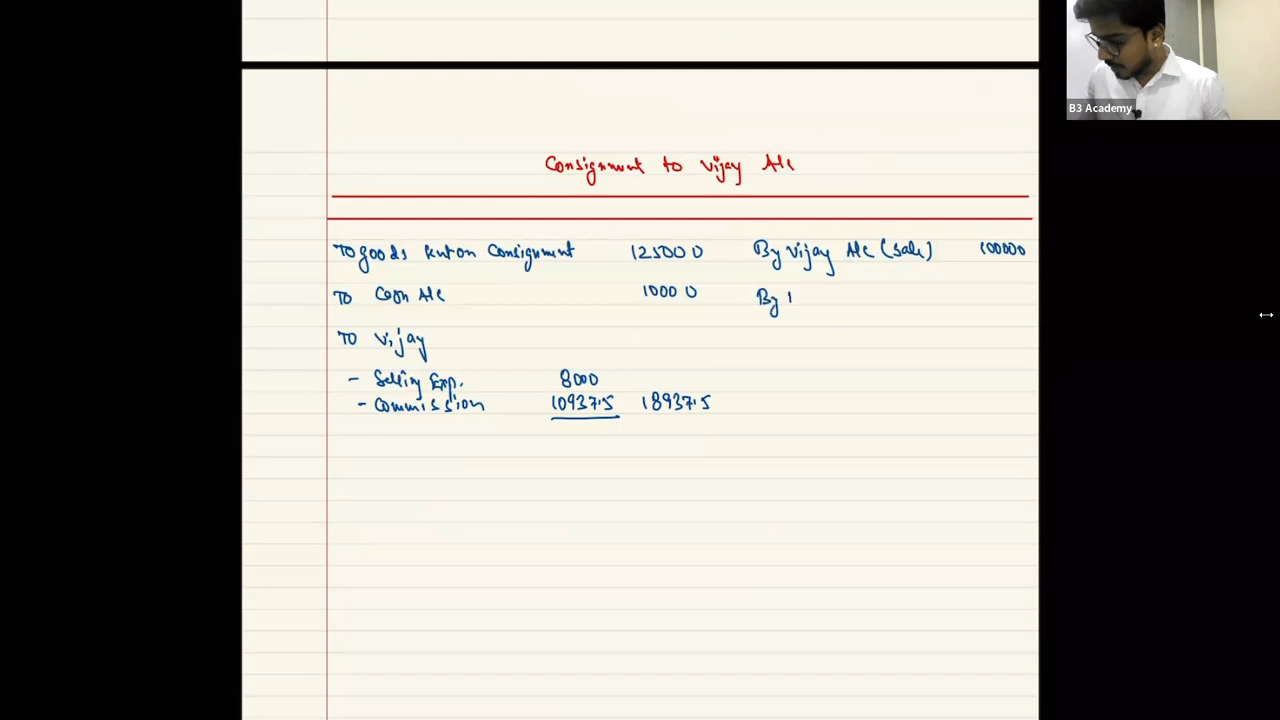 B3 Academy
Consignment to Vijay A/c
To goods sent on Consignment 125000 By Vijay A/c (Sale) 100000
To Cash A/c 10000 By
To Vijay
- Selling Exp. 8000
- Commission 10937.5 18937.5